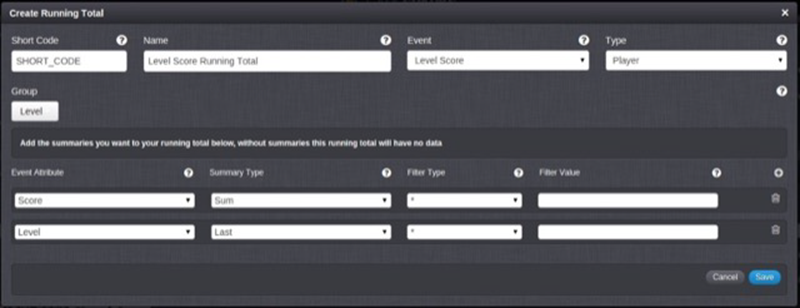 Create Running Total
Short Code Name Event Type
SHORT_CODE Level Score Running Total Level Score Player
Group
Level
Add the summaries you want to your running total below, without summaries this running total will have no data
Event Attribute Summary Type Filter Type Filter Value
Score Sum *
Level Last *
Cancel Save